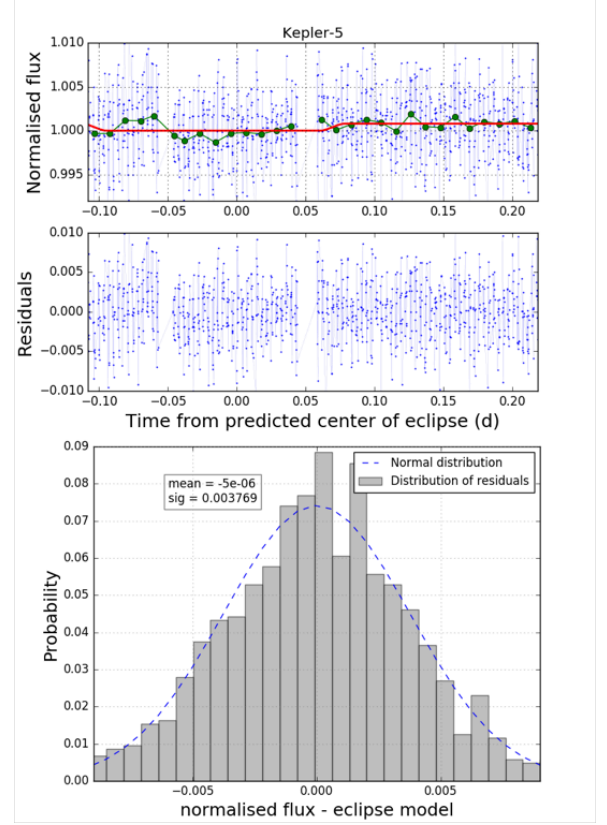 Kepler-5
1.010
1.005
1.000
0.995
Normalised flux
−0.10 −0.05 0.00 0.05 0.10 0.15 0.20
0.010
0.005
0.000
−0.005
−0.010
Residuals
−0.10 −0.05 0.00 0.05 0.10 0.15 0.20
Time from predicted center of eclipse (d)
0.09
0.08
0.07
0.06
0.05
0.04
0.03
0.02
0.01
0.00
Probability
mean = -5e-06
sig = 0.003769
Normal distribution
Distribution of residuals
−0.005 0.000 0.005
normalised flux - eclipse model